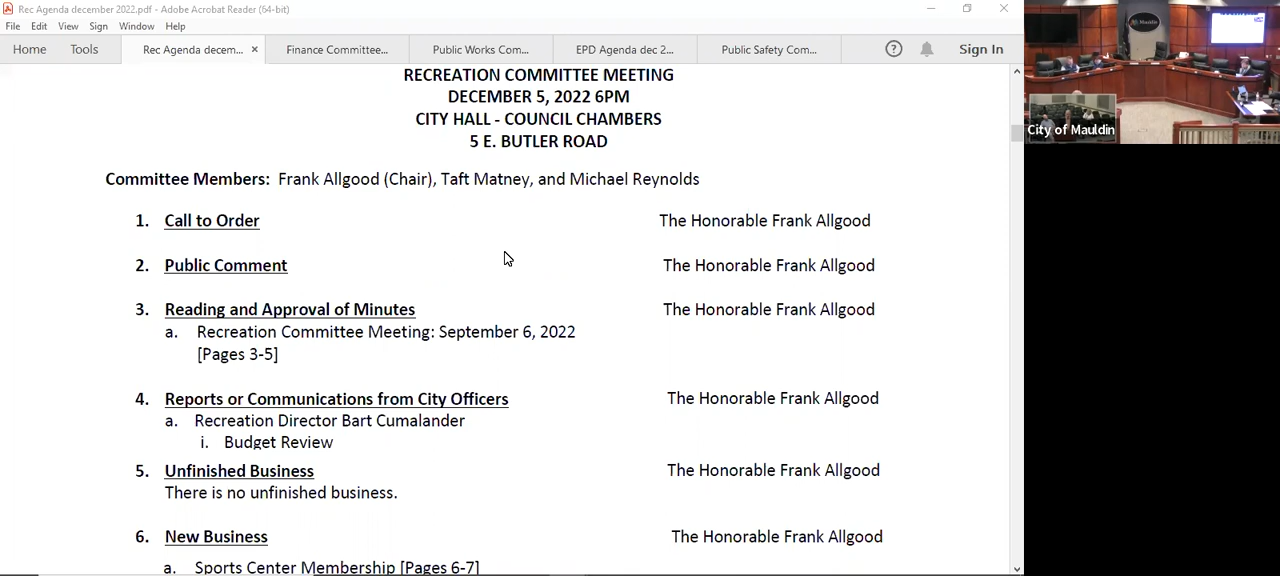 Rec Agenda december 2022.pdf - Adobe Acrobat Reader (64-bit)
File Edit View Sign Window Help
Home Tools Rec Agenda decem... × Finance Committee... Public Works Com... EPD Agenda dec 2... Public Safety Com... Sign In
RECREATION COMMITTEE MEETING
DECEMBER 5, 2022 6PM
CITY HALL - COUNCIL CHAMBERS
5 E. BUTLER ROAD
Committee Members: Frank Allgood (Chair), Taft Matney, and Michael Reynolds
1. Call to Order The Honorable Frank Allgood
2. Public Comment The Honorable Frank Allgood
3. Reading and Approval of Minutes The Honorable Frank Allgood
a. Recreation Committee Meeting: September 6, 2022
[Pages 3-5]
4. Reports or Communications from City Officers The Honorable Frank Allgood
a. Recreation Director Bart Cumalander
i. Budget Review
5. Unfinished Business The Honorable Frank Allgood
There is no unfinished business.
6. New Business The Honorable Frank Allgood
a. Sports Center Membership [Pages 6-7]
Mauldin
City of Mauldin